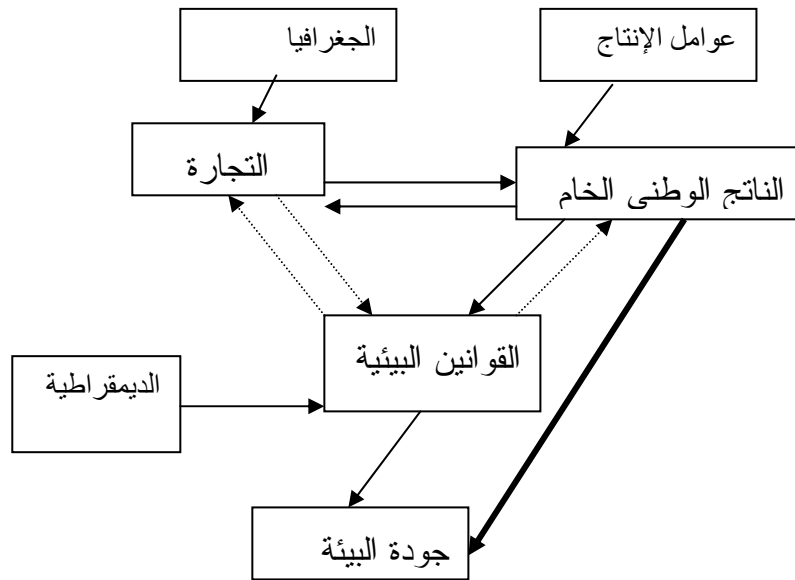 عوامل الإنتاج
الجغرافيا
الناتج الوطنى الخام
التجارة
القوانين البيئية
الديمقراطية
جودة البيئة